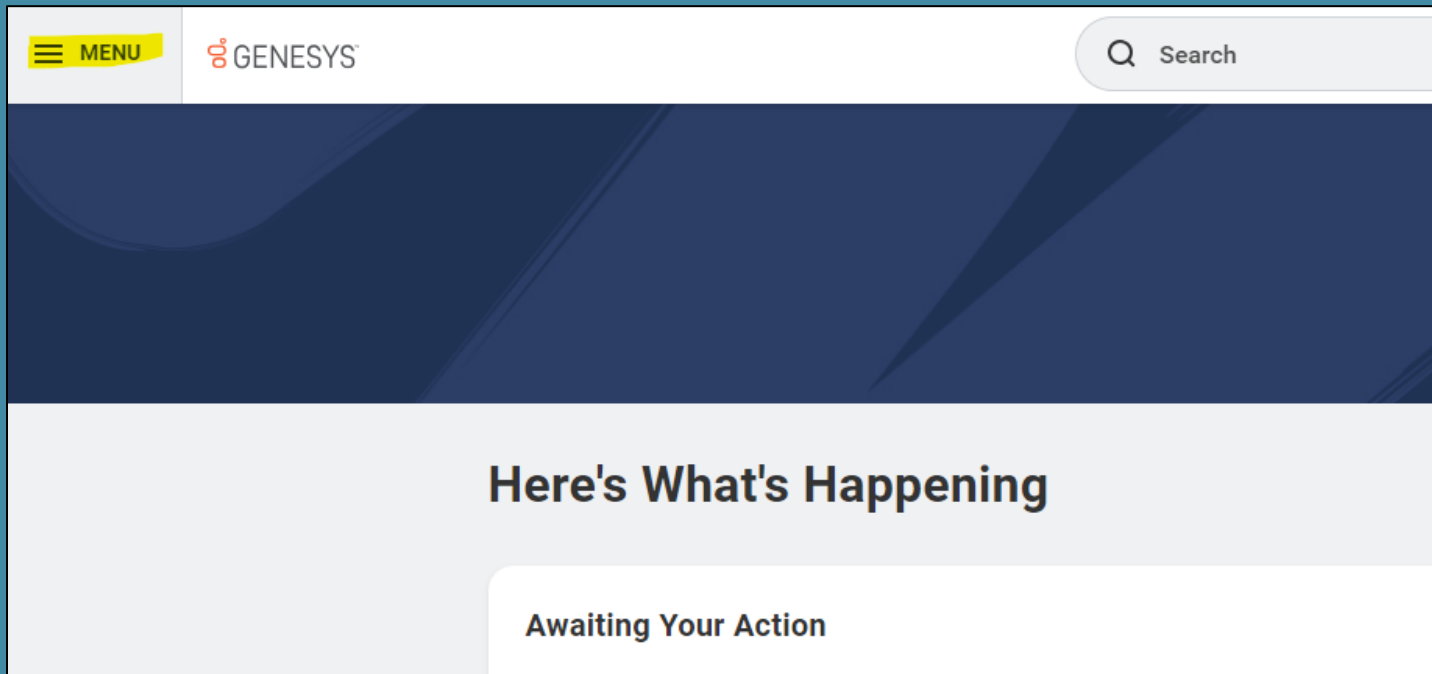 MENU
GENESYS
Search
Here's What's Happening
Awaiting Your Action